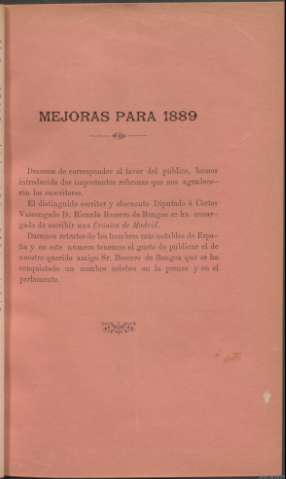 MEJORAS PARA 1889
Deseosos de corresponder al favor del público, hemos
introducido dos importantes reformas que nos agradece-
rán los suscritores.
El distinguido escritor y elocuente Diputado á Cortes
Vascongado D. Ricardo Becerro de Bengoa se ha encar-
gado de escribir una Crónica de Madrid.
Daremos retratos de los hombres más notables de Espa-
ña y en este número tenemos el gusto de publicar el de
nuestro querido amigo Sr. Becerro de Bengoa que se ha
conquistado un nombre célebre en la prensa y en el
parlamento.